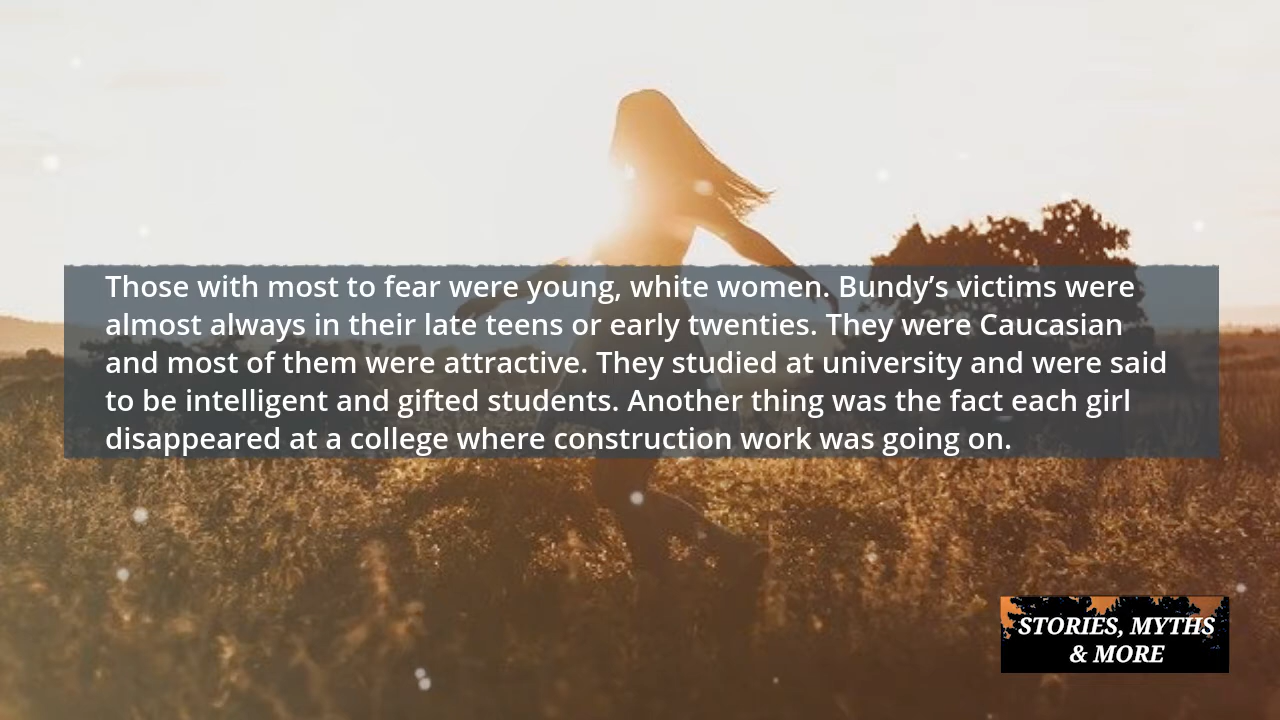 Those with most to fear were young, white women. Bundy’s victims were
almost always in their late teens or early twenties. They were Caucasian
and most of them were attractive. They studied at university and were said
to be intelligent and gifted students. Another thing was the fact each girl
disappeared at a college where construction work was going on.
STORIES, MYTHS
& MORE